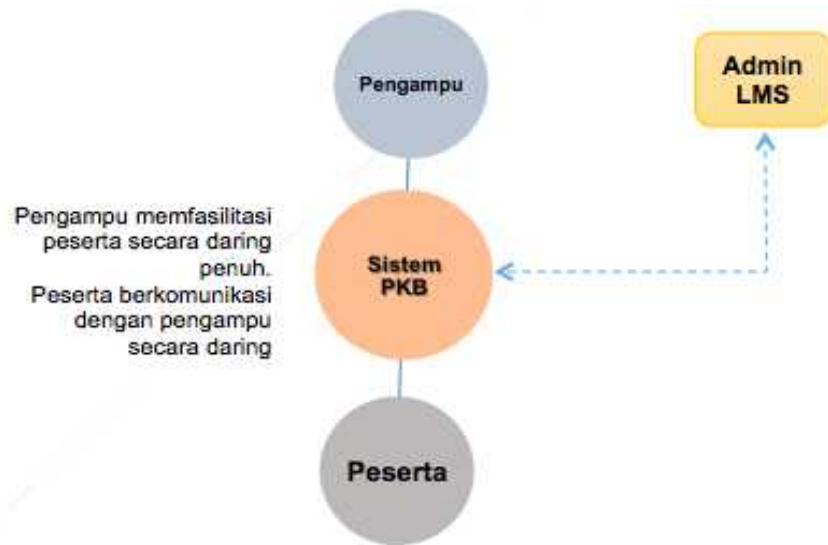 Pengampu
Admin
LMS
Pengampu memfasilitasi
peserta secara daring
penuh.
Peserta berkomunikasi
dengan pengampu
secara daring
Sistem
PKB
Peserta